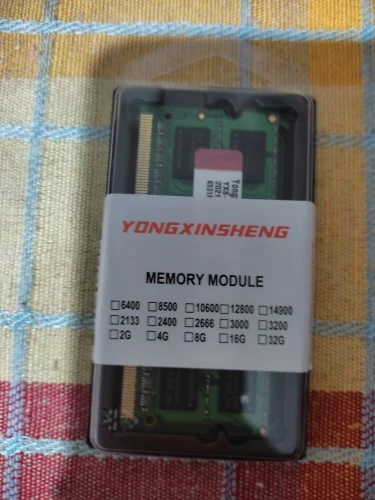 YONGXINSHENG
MEMORY MODULE
6400 8500 10600 12800 14900
2133 2400 2666 3000 3200
2G 4G 8G 16G 32G